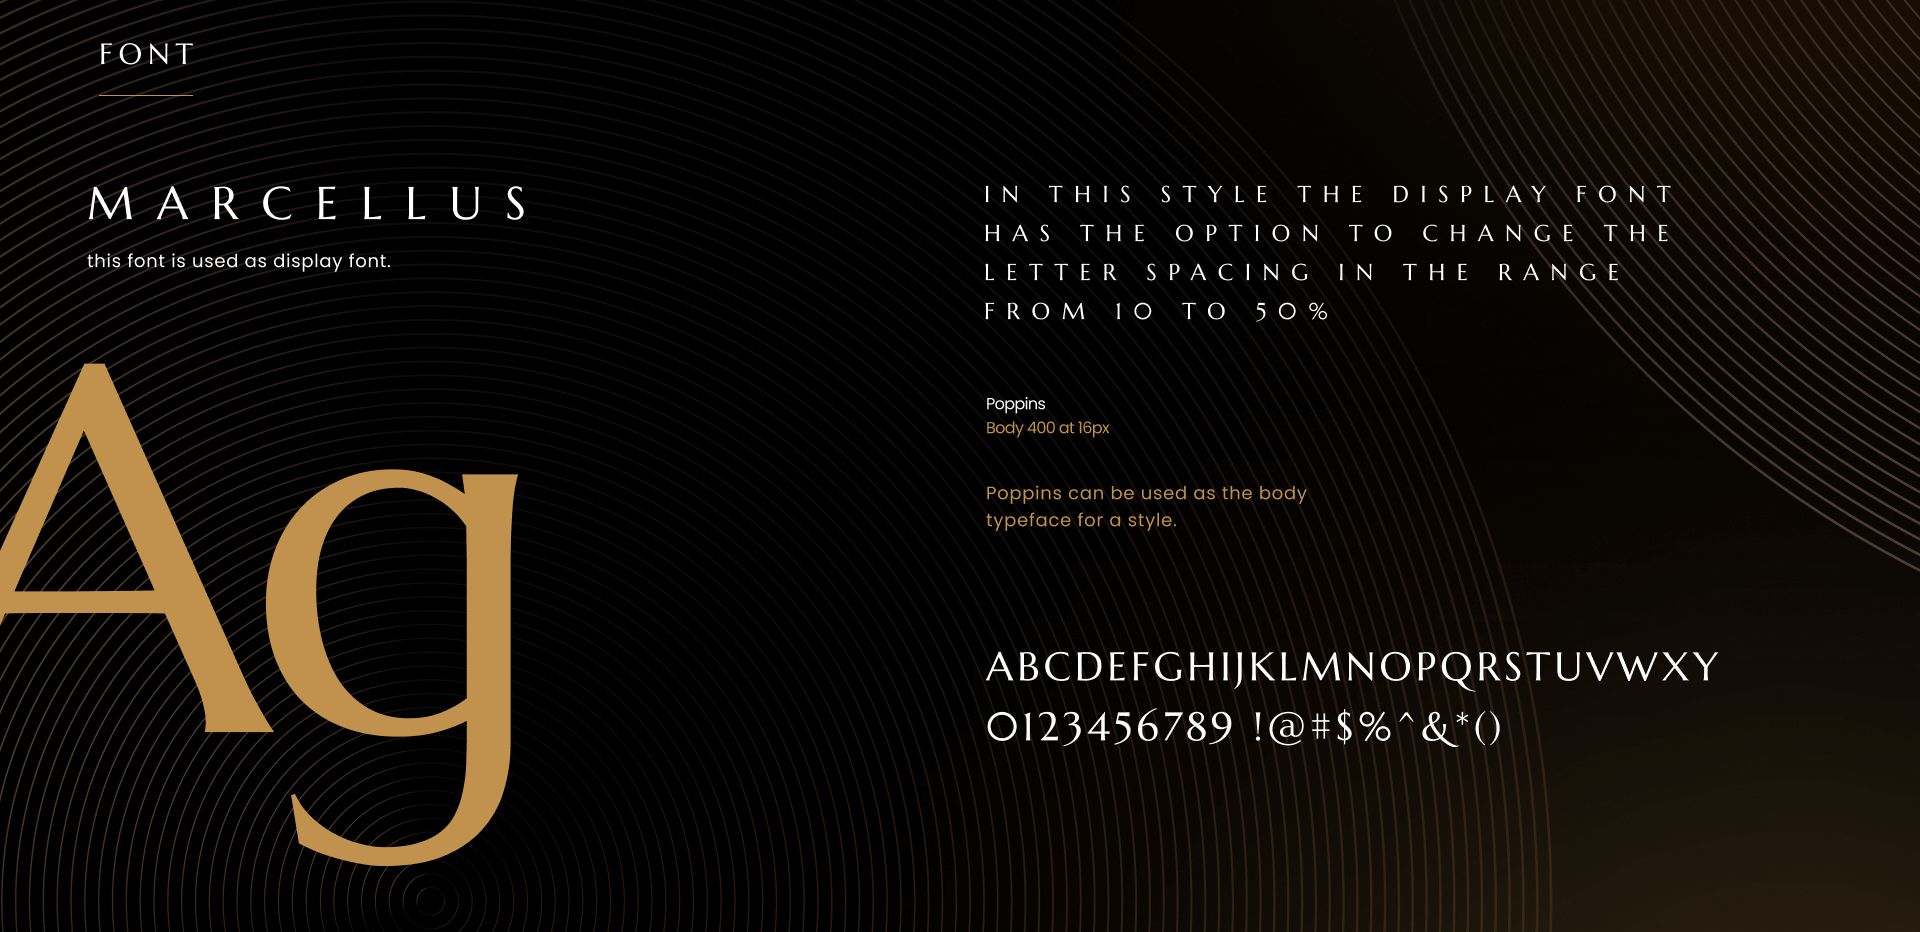 FONT
MARCELLUS
this font is used as display font.
Ag
IN THIS STYLE THE DISPLAY FONT
HAS THE OPTION TO CHANGE THE
LETTER SPACING IN THE RANGE
FROM 10 TO 50%
Poppins
Body 400 at 16px
Poppins can be used as the body
typeface for a style.
ABCDEFGHIJKLMNOPQRSTUVWXY
0123456789 !@#$%^&*()